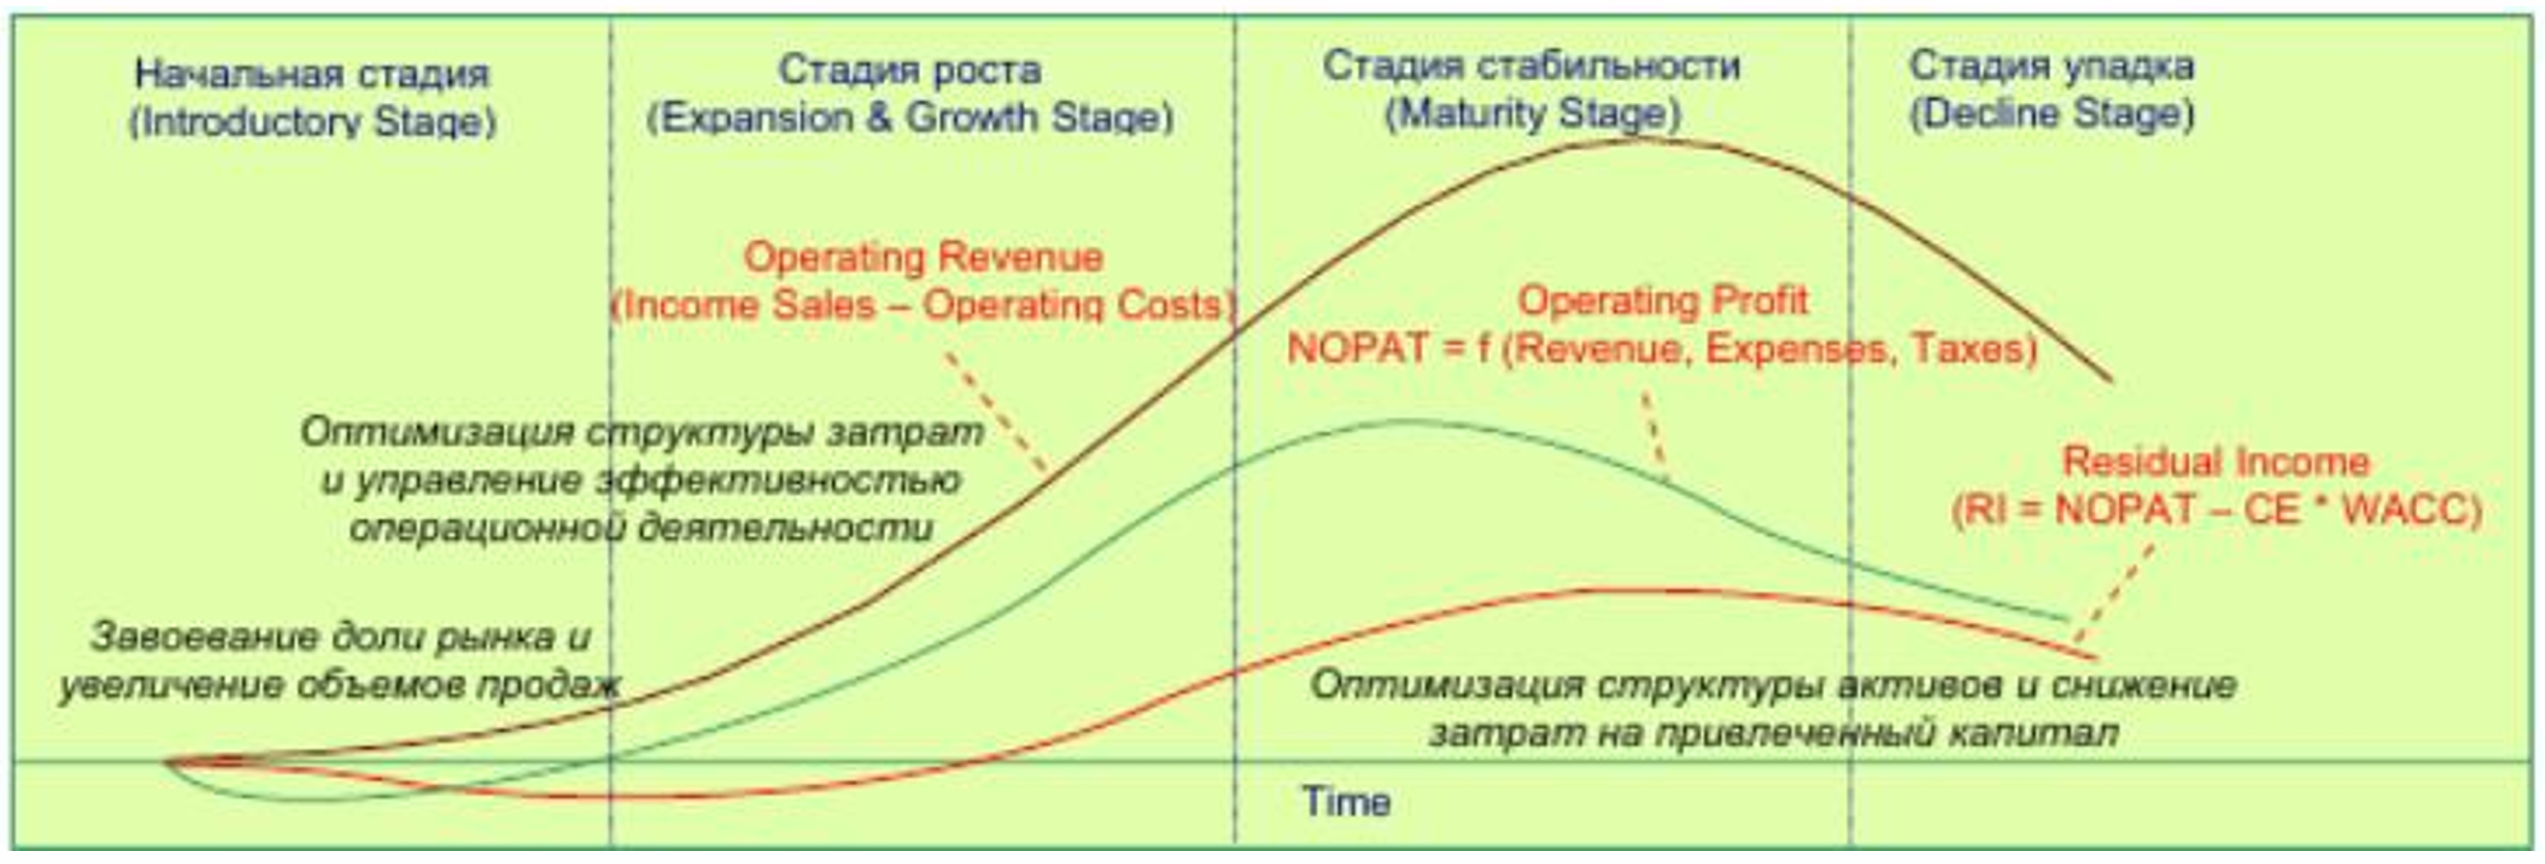 Начальная стадия
(Introductory Stage)
Стадия роста
(Expansion & Growth Stage)
Стадия стабильности
(Maturity Stage)
Стадия упадка
(Decline Stage)
Operating Revenue
(Income Sales – Operating Costs)
Operating Profit
NOPAT = f (Revenue, Expenses, Taxes)
Оптимизация структуры затрат
и управление эффективностью
операционной деятельности
Residual Income
(RI = NOPAT – CE * WACC)
Завоевание доли рынка и
увеличение объемов продаж
Оптимизация структуры активов и снижение
затрат на привлеченный капитал
Time